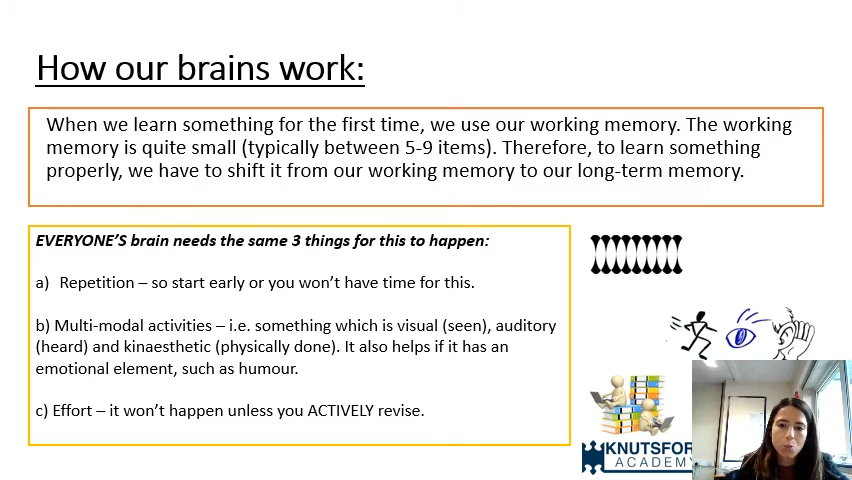 How our brains work:
When we learn something for the first time, we use our working memory. The working
memory is quite small (typically between 5-9 items). Therefore, to learn something
properly, we have to shift it from our working memory to our long-term memory.
EVERYONE’S brain needs the same 3 things for this to happen:
a) Repetition – so start early or you won’t have time for this.
b) Multi-modal activities – i.e. something which is visual (seen), auditory
(heard) and kinaesthetic (physically done). It also helps if it has an
emotional element, such as humour.
c) Effort – it won’t happen unless you ACTIVELY revise.
KNUTSFOR
ACADEMY